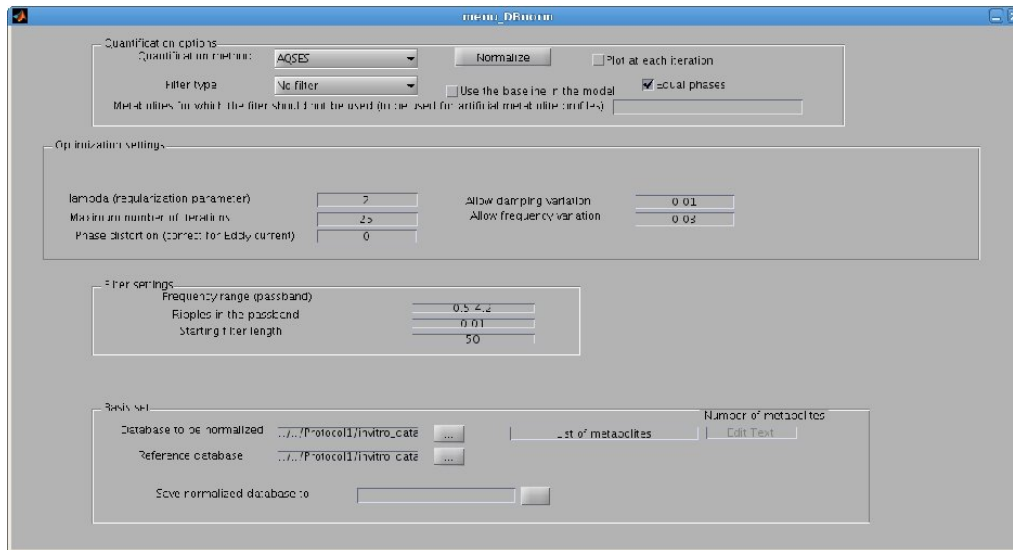 menu_DBnorm
Quantification options
Quantification method
AQSES
Normalize
Plot at each iteration
Filter type
No filter
Use the baseline in the model
Equal phases
Metabolites for which the filter should not be used (to be used for artificial metabolite profiles)
Optimization settings
lambda (regularization parameter)
2
Allow damping variation
0.01
Maximum number of iterations
25
Allow frequency variation
0.03
Phase distortion (correct for Eddy current)
0
Filter settings
Frequency range (passband)
0.5 4.2
Ripples in the passband
0.01
Starting filter length
50
Basis set
Number of metabolites
Database to be normalized
../../Protocol1/invitro_data
...
List of metabolites
Edit Text
Reference database
../../Protocol1/invitro_data
...
Save normalized database to